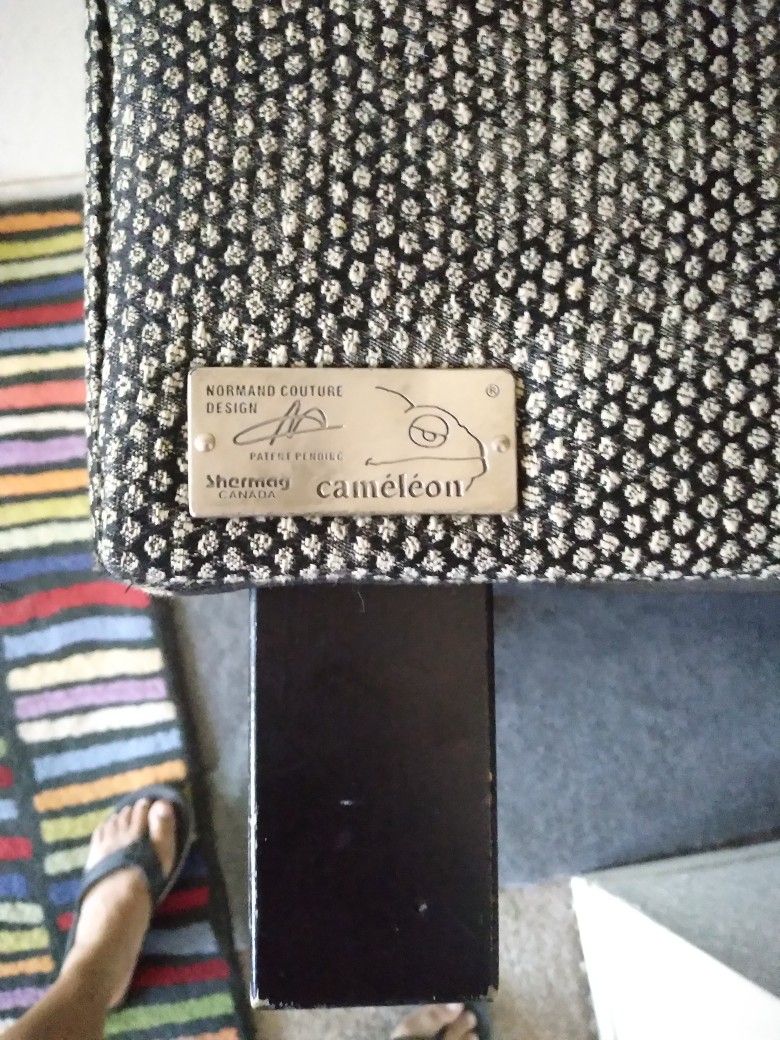 NORMAND COUTURE
DESIGN
®
PATENT PENDING
Shermag
CANADA
caméléon